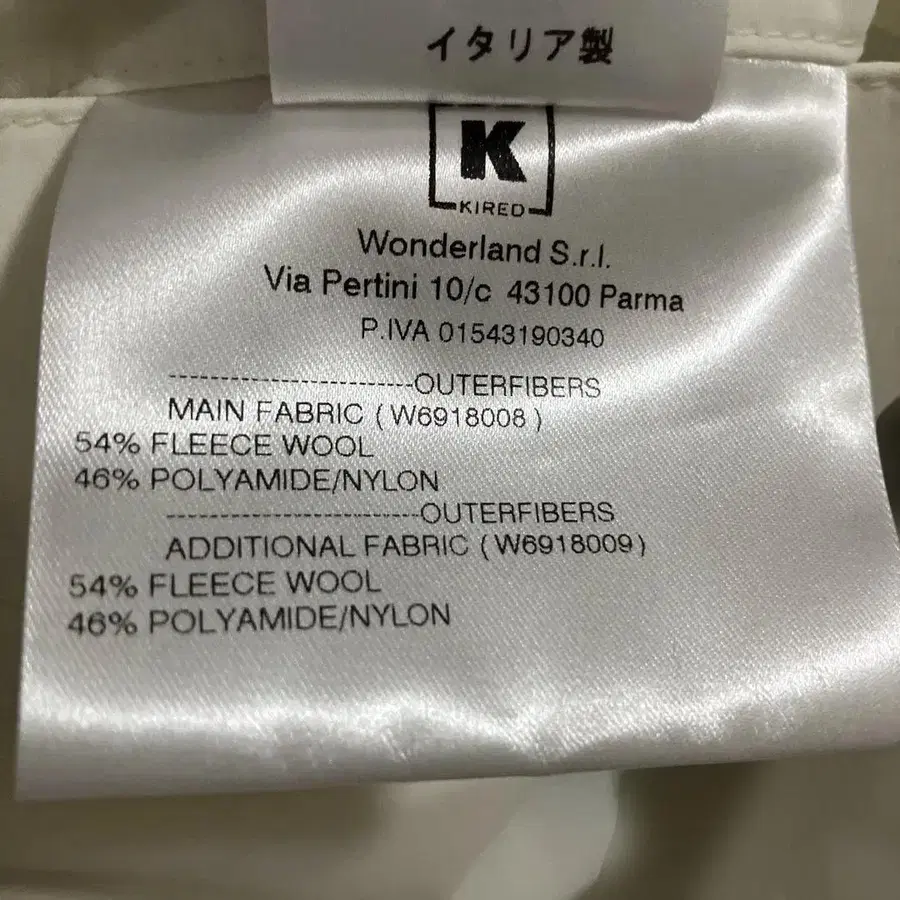 イタリア製
K
KIRED
Wonderland S.r.l.
Via Pertini 10/c 43100 Parma
P.IVA 01543190340
-------------------------OUTERFIBERS
MAIN FABRIC (W6918008)
54% FLEECE WOOL
46% POLYAMIDE/NYLON
--------------------------OUTERFIBERS
ADDITIONAL FABRIC (W6918009)
54% FLEECE WOOL
46% POLYAMIDE/NYLON